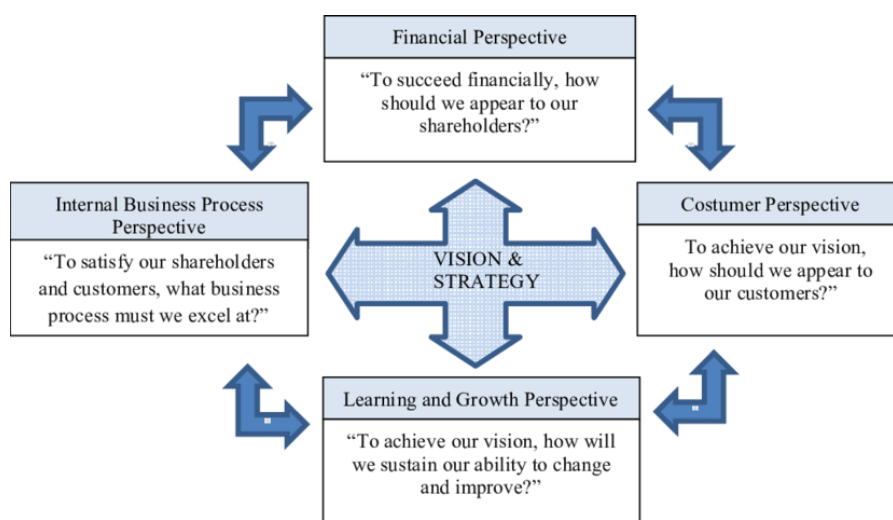 Financial Perspective
“To succeed financially, how
should we appear to our
shareholders?”
Internal Business Process
Perspective
“To satisfy our shareholders
and customers, what business
process must we excel at?”
VISION &
STRATEGY
Costumer Perspective
To achieve our vision,
how should we appear to
our customers?”
Learning and Growth Perspective
“To achieve our vision, how will
we sustain our ability to change
and improve?”